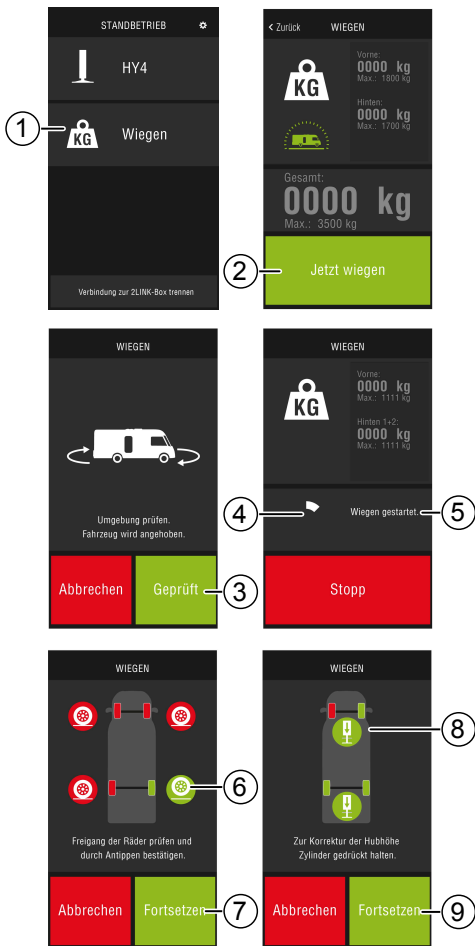 STANDBETRIEB
HY4
1
KG
Wiegen
Verbindung zur 2LINK-Box trennen
< Zurück
WIEGEN
KG
Vorne:
0000 kg
Max.: 1800 kg
Hinten:
0000 kg
Max.: 1700 kg
Gesamt:
0000 kg
Max.: 3500 kg
2
Jetzt wiegen
WIEGEN
Umgebung prüfen.
Fahrzeug wird angehoben.
Abbrechen
Geprüft
3
WIEGEN
KG
Vorne:
0000 kg
Max.: 1111 kg
Hinten 1+2:
0000 kg
Max.: 1111 kg
4
Wiegen gestartet.
5
Stopp
WIEGEN
6
Freigang der Räder prüfen und
durch Antippen bestätigen.
Abbrechen
Fortsetzen
7
WIEGEN
8
Zur Korrektur der Hubhöhe
Zylinder gedrückt halten.
Abbrechen
Fortsetzen
9